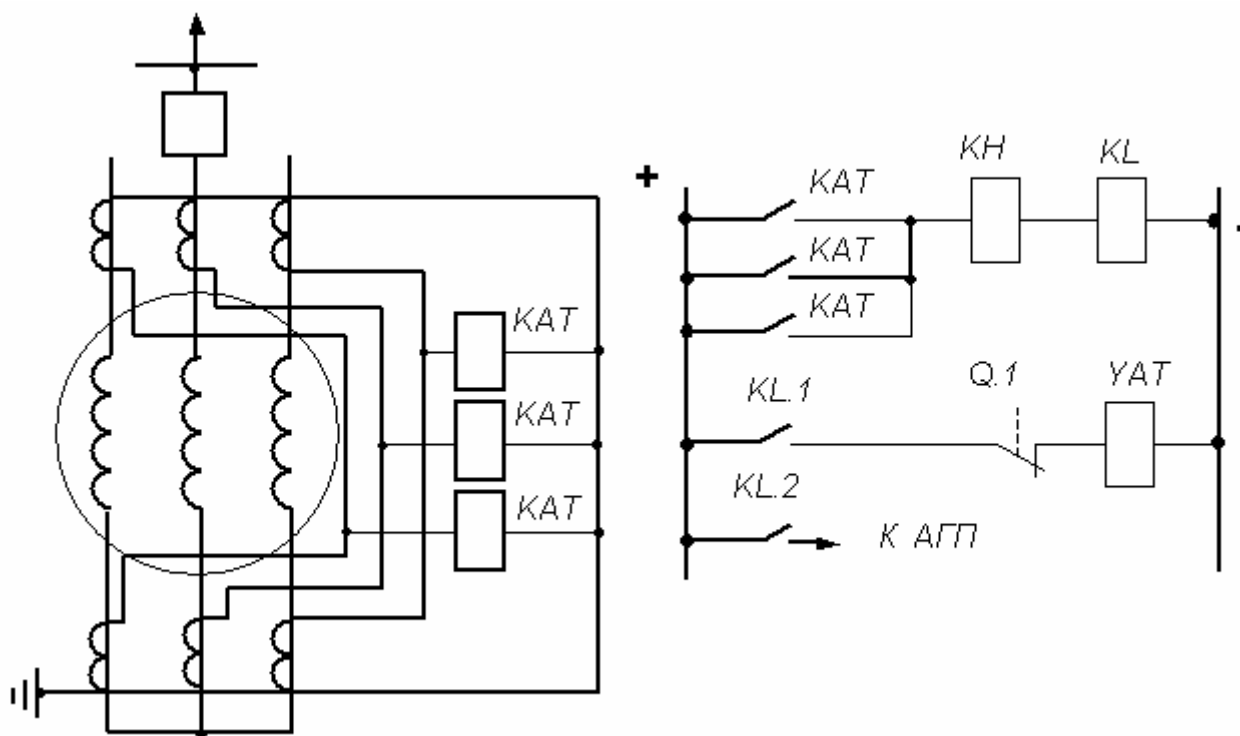 KAT
KAT
KAT
+
-
KAT
KAT
KAT
KH
KL
KL.1
Q.1
YAT
KL.2
К АГП